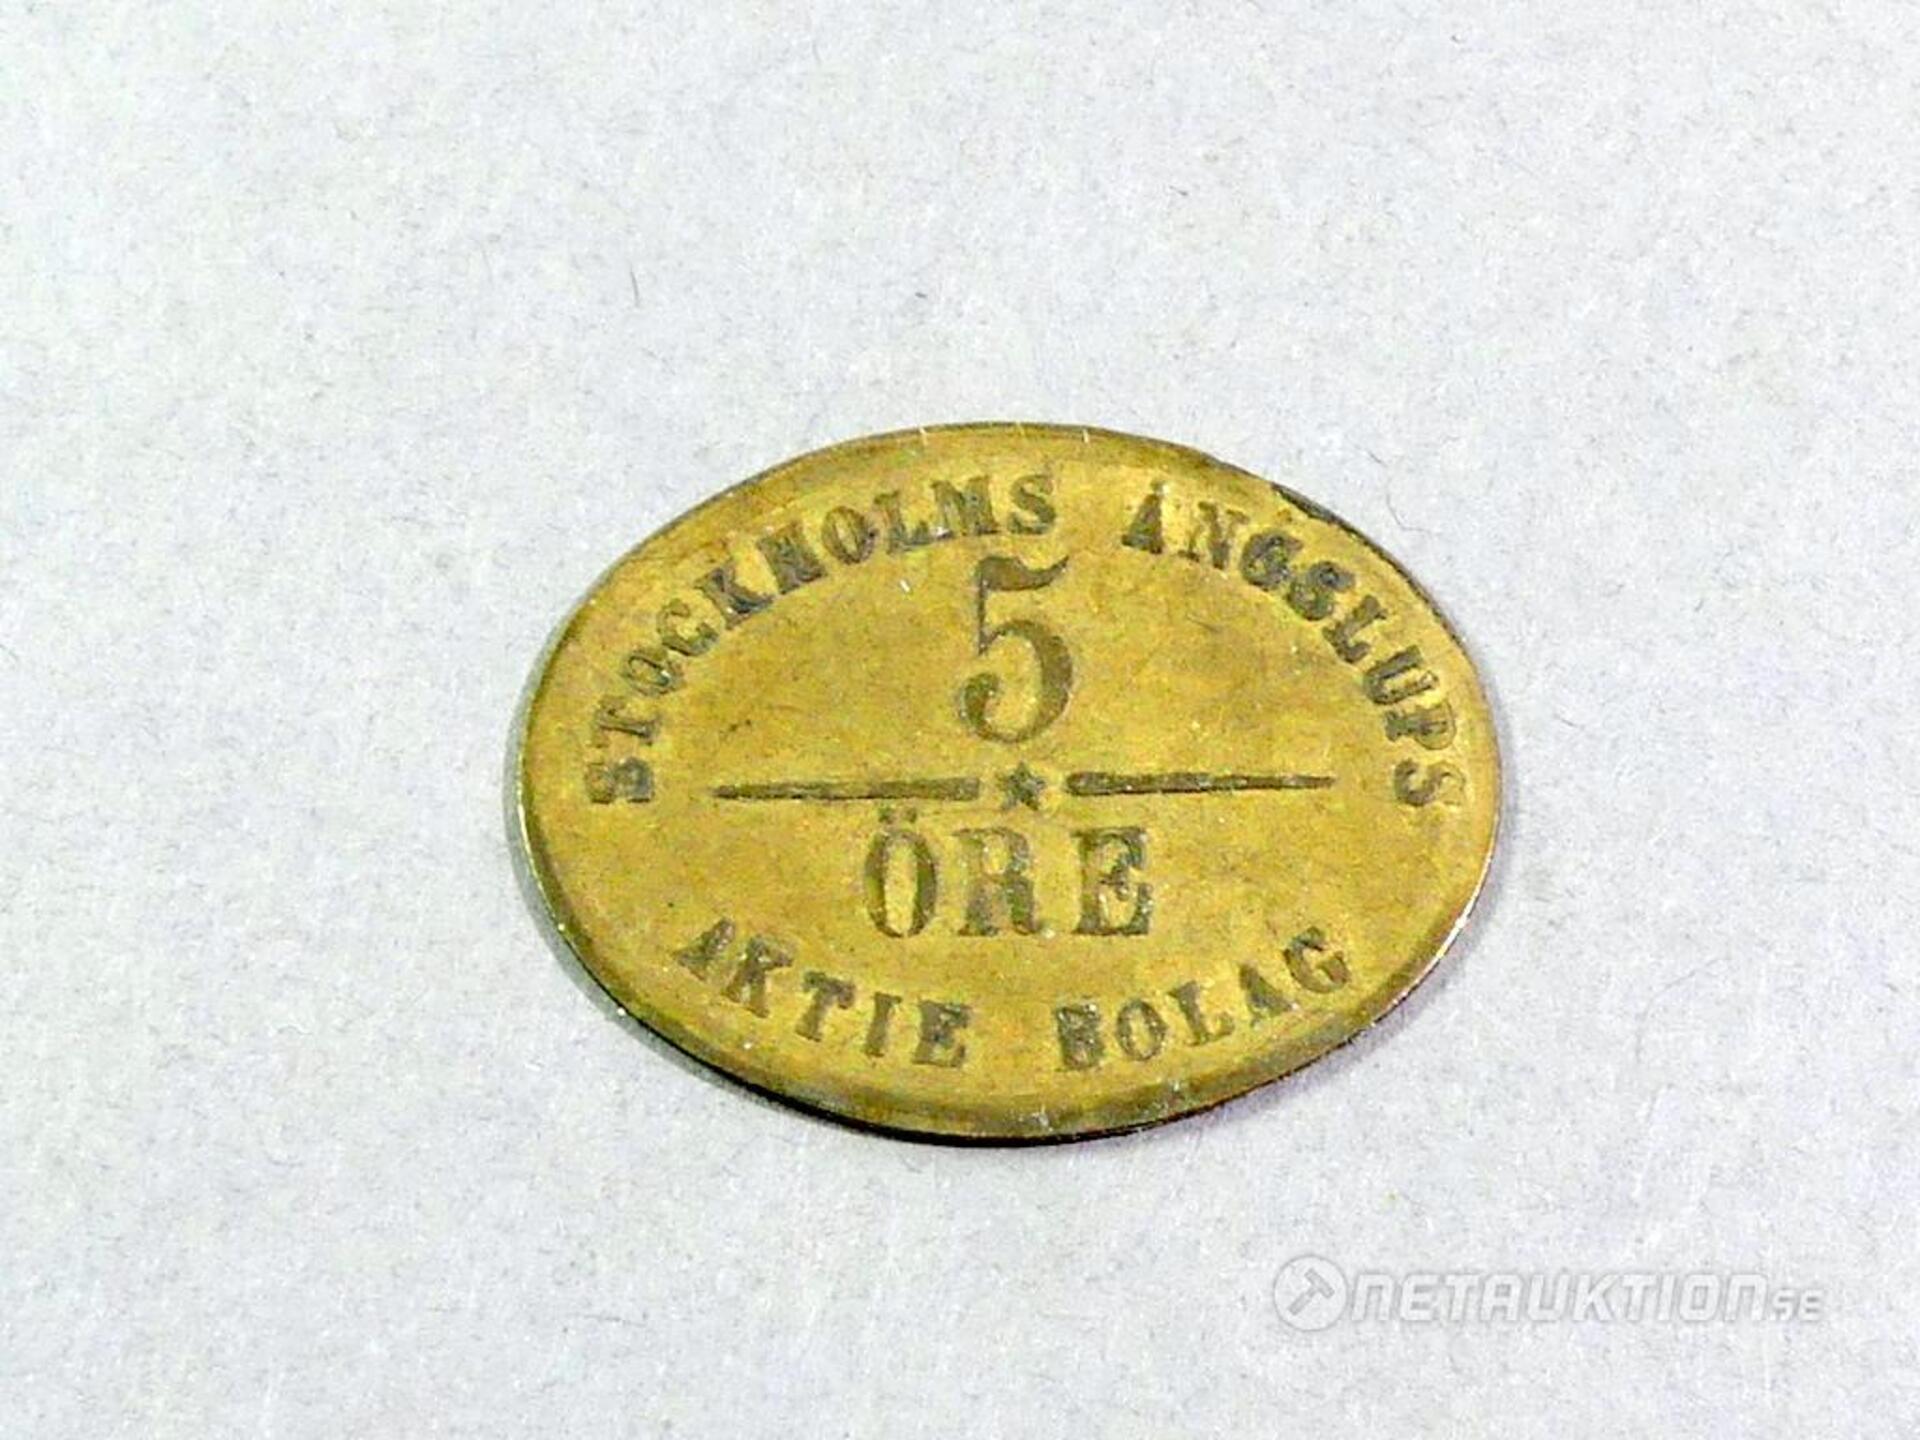 STOCKHOLMS ÅNGSLUPS
5
ÖRE
AKTIE BOLAG
NETAUKTION.SE